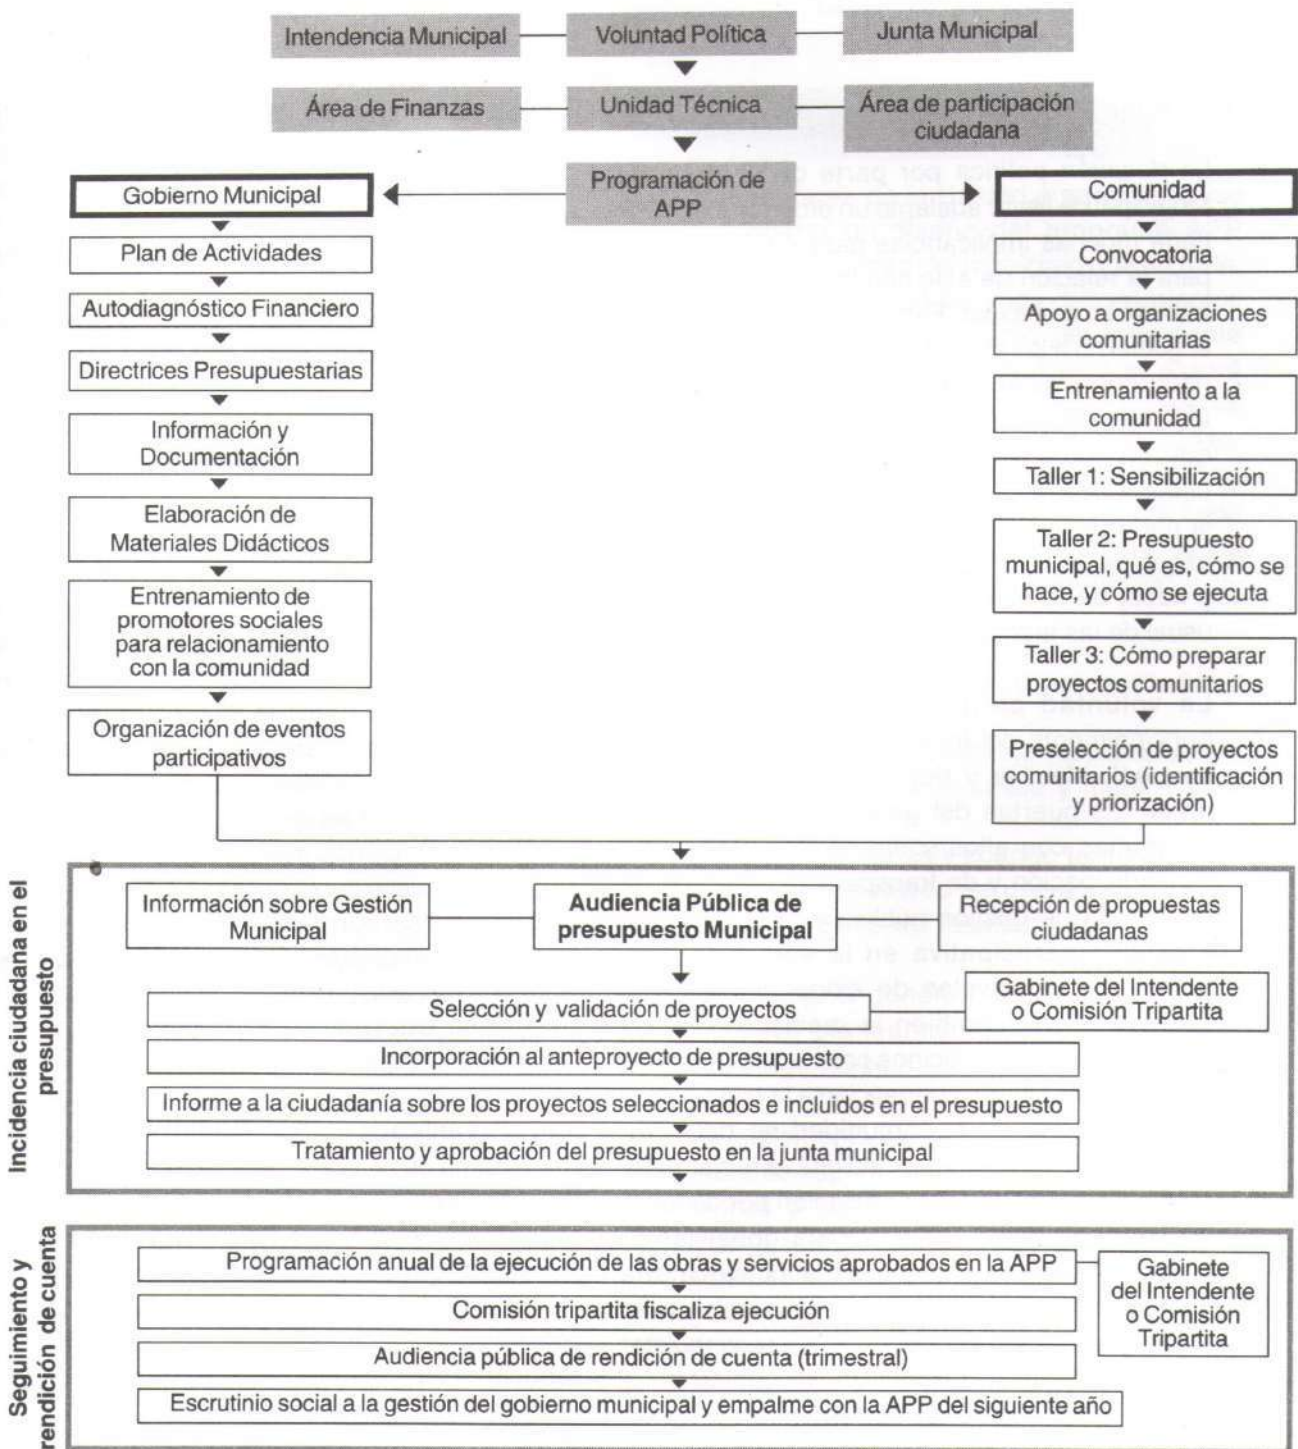 Intendencia Municipal
Voluntad Política
Junta Municipal
Área de Finanzas
Unidad Técnica
Área de participación
ciudadana
Programación de
APP
Gobierno Municipal
Plan de Actividades
Autodiagnóstico Financiero
Directrices Presupuestarias
Información y
Documentación
Elaboración de
Materiales Didácticos
Entrenamiento de
promotores sociales
para relacionamiento
con la comunidad
Organización de eventos
participativos
Comunidad
Convocatoria
Apoyo a organizaciones
comunitarias
Entrenamiento a la
comunidad
Taller 1: Sensibilización
Taller 2: Presupuesto
municipal, qué es, cómo se
hace, y cómo se ejecuta
Taller 3: Cómo preparar
proyectos comunitarios
Preselección de proyectos
comunitarios (identificación
y priorización)
Incidencia ciudadana en el
presupuesto
Información sobre Gestión
Municipal
Audiencia Pública de
presupuesto Municipal
Recepción de propuestas
ciudadanas
Selección y validación de proyectos
Gabinete del Intendente
o Comisión Tripartita
Incorporación al anteproyecto de presupuesto
Informe a la ciudadanía sobre los proyectos seleccionados e incluidos en el presupuesto
Tratamiento y aprobación del presupuesto en la junta municipal
Seguimiento y
rendición de cuenta
Programación anual de la ejecución de las obras y servicios aprobados en la APP
Gabinete
del Intendente
o Comisión
Tripartita
Comisión tripartita fiscaliza ejecución
Audiencia pública de rendición de cuenta (trimestral)
Escrutinio social a la gestión del gobierno municipal y empalme con la APP del siguiente año